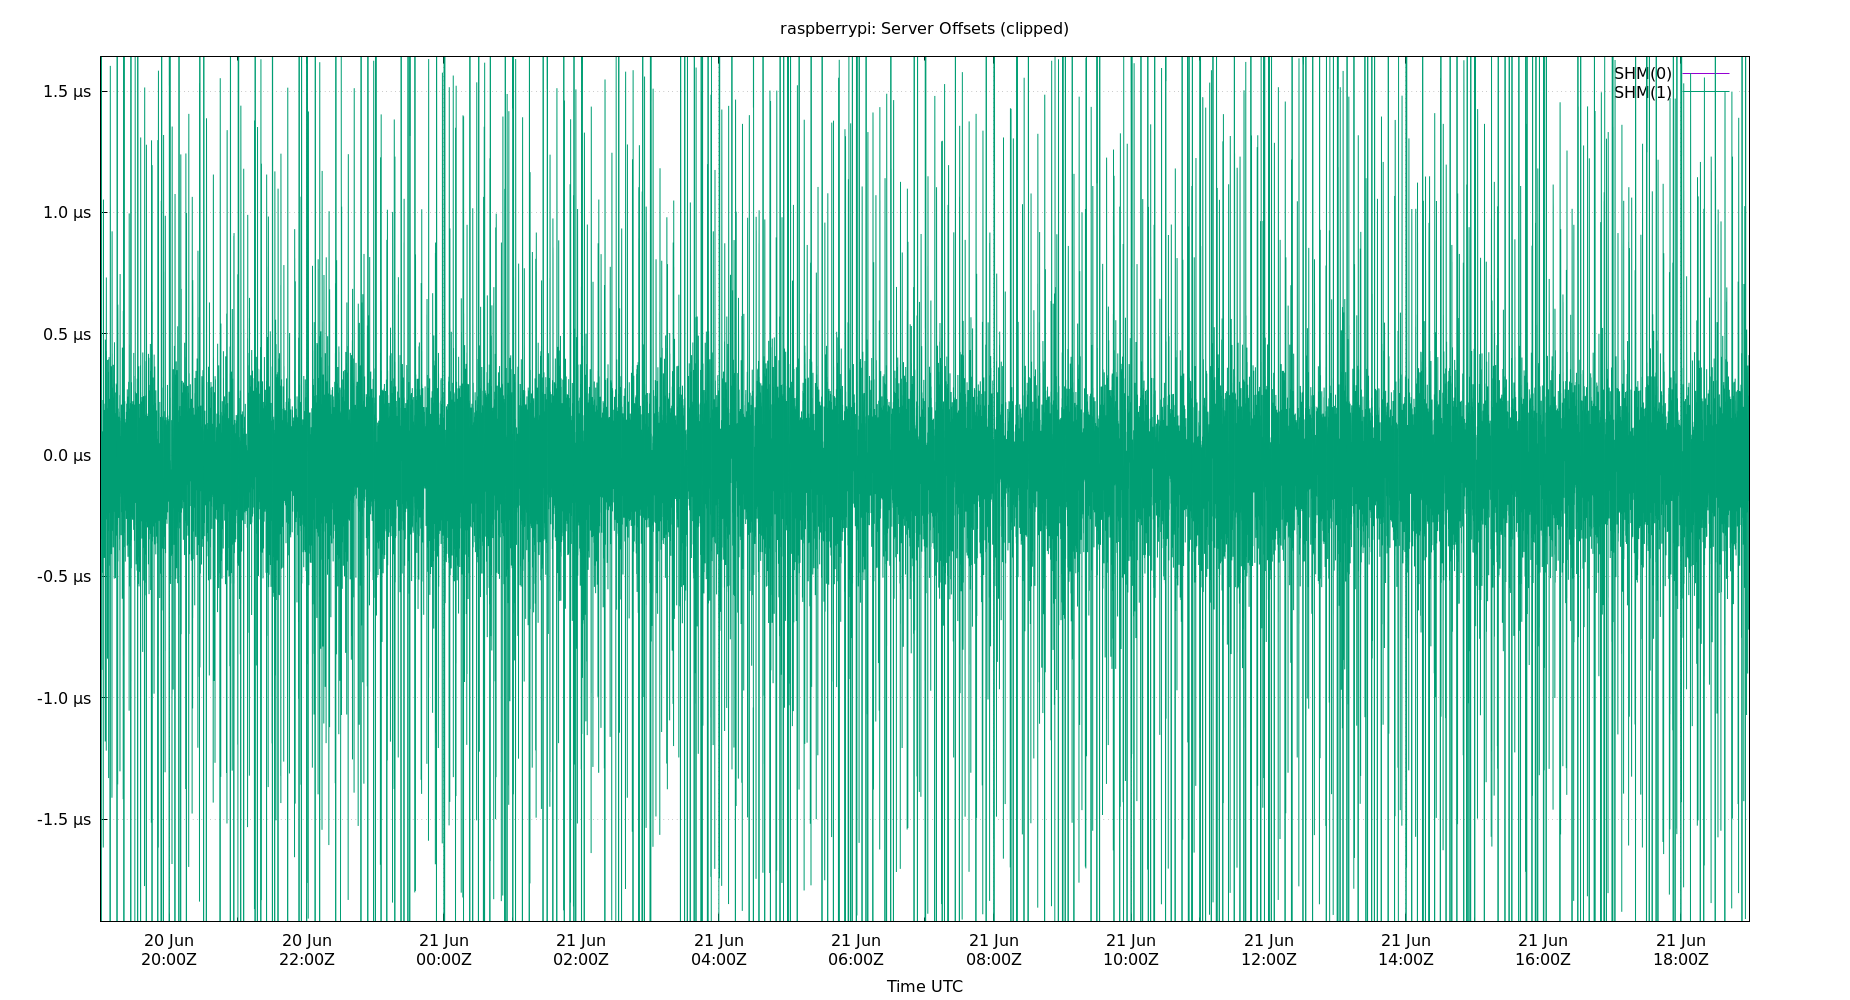 raspberrypi: Server Offsets (clipped)
SHM(0)
SHM(1)
1.5 μs
1.0 μs
0.5 μs
0.0 μs
-0.5 μs
-1.0 μs
-1.5 μs
20 Jun 20 Jun 21 Jun 21 Jun 21 Jun 21 Jun 21 Jun 21 Jun 21 Jun 21 Jun 21 Jun 21 Jun
20:00Z 22:00Z 00:00Z 02:00Z 04:00Z 06:00Z 08:00Z 10:00Z 12:00Z 14:00Z 16:00Z 18:00Z
Time UTC